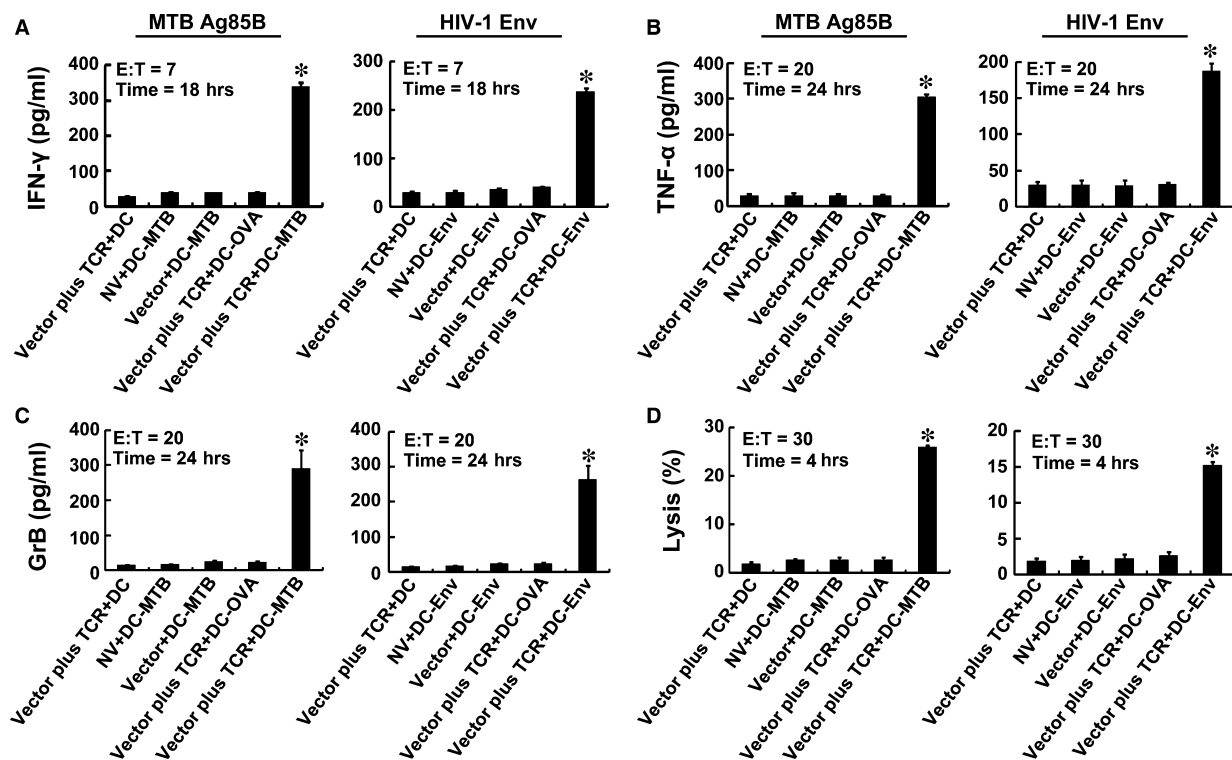 A
MTB Ag85B
HIV-1 Env
IFN-γ (pg/ml)
400
300
200
100
0
E:T = 7
Time = 18 hrs
*
Vector plus TCR+DC
NV+DC-MTB
Vector+DC-MTB
Vector plus TCR+DC-OVA
Vector plus TCR+DC-MTB
300
200
100
0
E:T = 7
Time = 18 hrs
*
Vector plus TCR+DC
NV+DC-Env
Vector+DC-Env
Vector plus TCR+DC-OVA
Vector plus TCR+DC-Env
B
MTB Ag85B
HIV-1 Env
TNF-α (pg/ml)
400
300
200
100
0
E:T = 20
Time = 24 hrs
*
Vector plus TCR+DC
NV+DC-MTB
Vector+DC-MTB
Vector plus TCR+DC-OVA
Vector plus TCR+DC-MTB
200
150
100
50
0
E:T = 20
Time = 24 hrs
*
Vector plus TCR+DC
NV+DC-Env
Vector+DC-Env
Vector plus TCR+DC-OVA
Vector plus TCR+DC-Env
C
GrB (pg/ml)
400
300
200
100
0
E:T = 20
Time = 24 hrs
*
Vector plus TCR+DC
NV+DC-MTB
Vector+DC-MTB
Vector plus TCR+DC-OVA
Vector plus TCR+DC-MTB
400
300
200
100
0
E:T = 20
Time = 24 hrs
*
Vector plus TCR+DC
NV+DC-Env
Vector+DC-Env
Vector plus TCR+DC-OVA
Vector plus TCR+DC-Env
D
Lysis (%)
30
20
10
0
E:T = 30
Time = 4 hrs
*
Vector plus TCR+DC
NV+DC-MTB
Vector+DC-MTB
Vector plus TCR+DC-OVA
Vector plus TCR+DC-MTB
20
15
10
5
0
E:T = 30
Time = 4 hrs
*
Vector plus TCR+DC
NV+DC-Env
Vector+DC-Env
Vector plus TCR+DC-OVA
Vector plus TCR+DC-Env